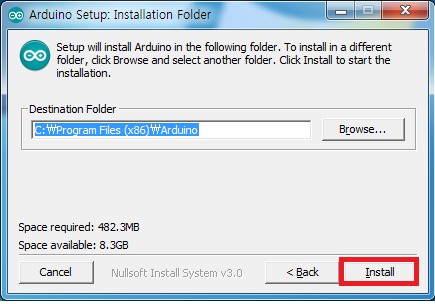 Arduino Setup: Installation Folder
Setup will install Arduino in the following folder. To install in a different
folder, click Browse and select another folder. Click Install to start the
installation.
Destination Folder
C:₩Program Files (x86)₩Arduino
Browse...
Space required: 482.3MB
Space available: 8.3GB
Cancel
Nullsoft Install System v3.0
< Back
Install